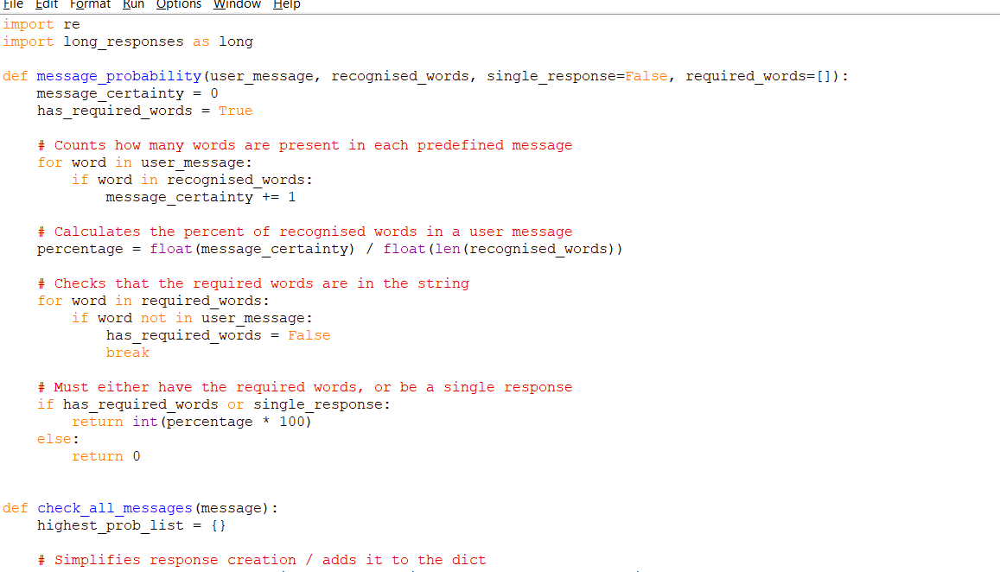 File Edit Format Run Options Window Help
import re
import long_responses as long

def message_probability(user_message, recognised_words, single_response=False, required_words=[]):
    message_certainty = 0
    has_required_words = True

    # Counts how many words are present in each predefined message
    for word in user_message:
        if word in recognised_words:
            message_certainty += 1

    # Calculates the percent of recognised words in a user message
    percentage = float(message_certainty) / float(len(recognised_words))

    # Checks that the required words are in the string
    for word in required_words:
        if word not in user_message:
            has_required_words = False
            break

    # Must either have the required words, or be a single response
    if has_required_words or single_response:
        return int(percentage * 100)
    else:
        return 0


def check_all_messages(message):
    highest_prob_list = {}

    # Simplifies response creation / adds it to the dict